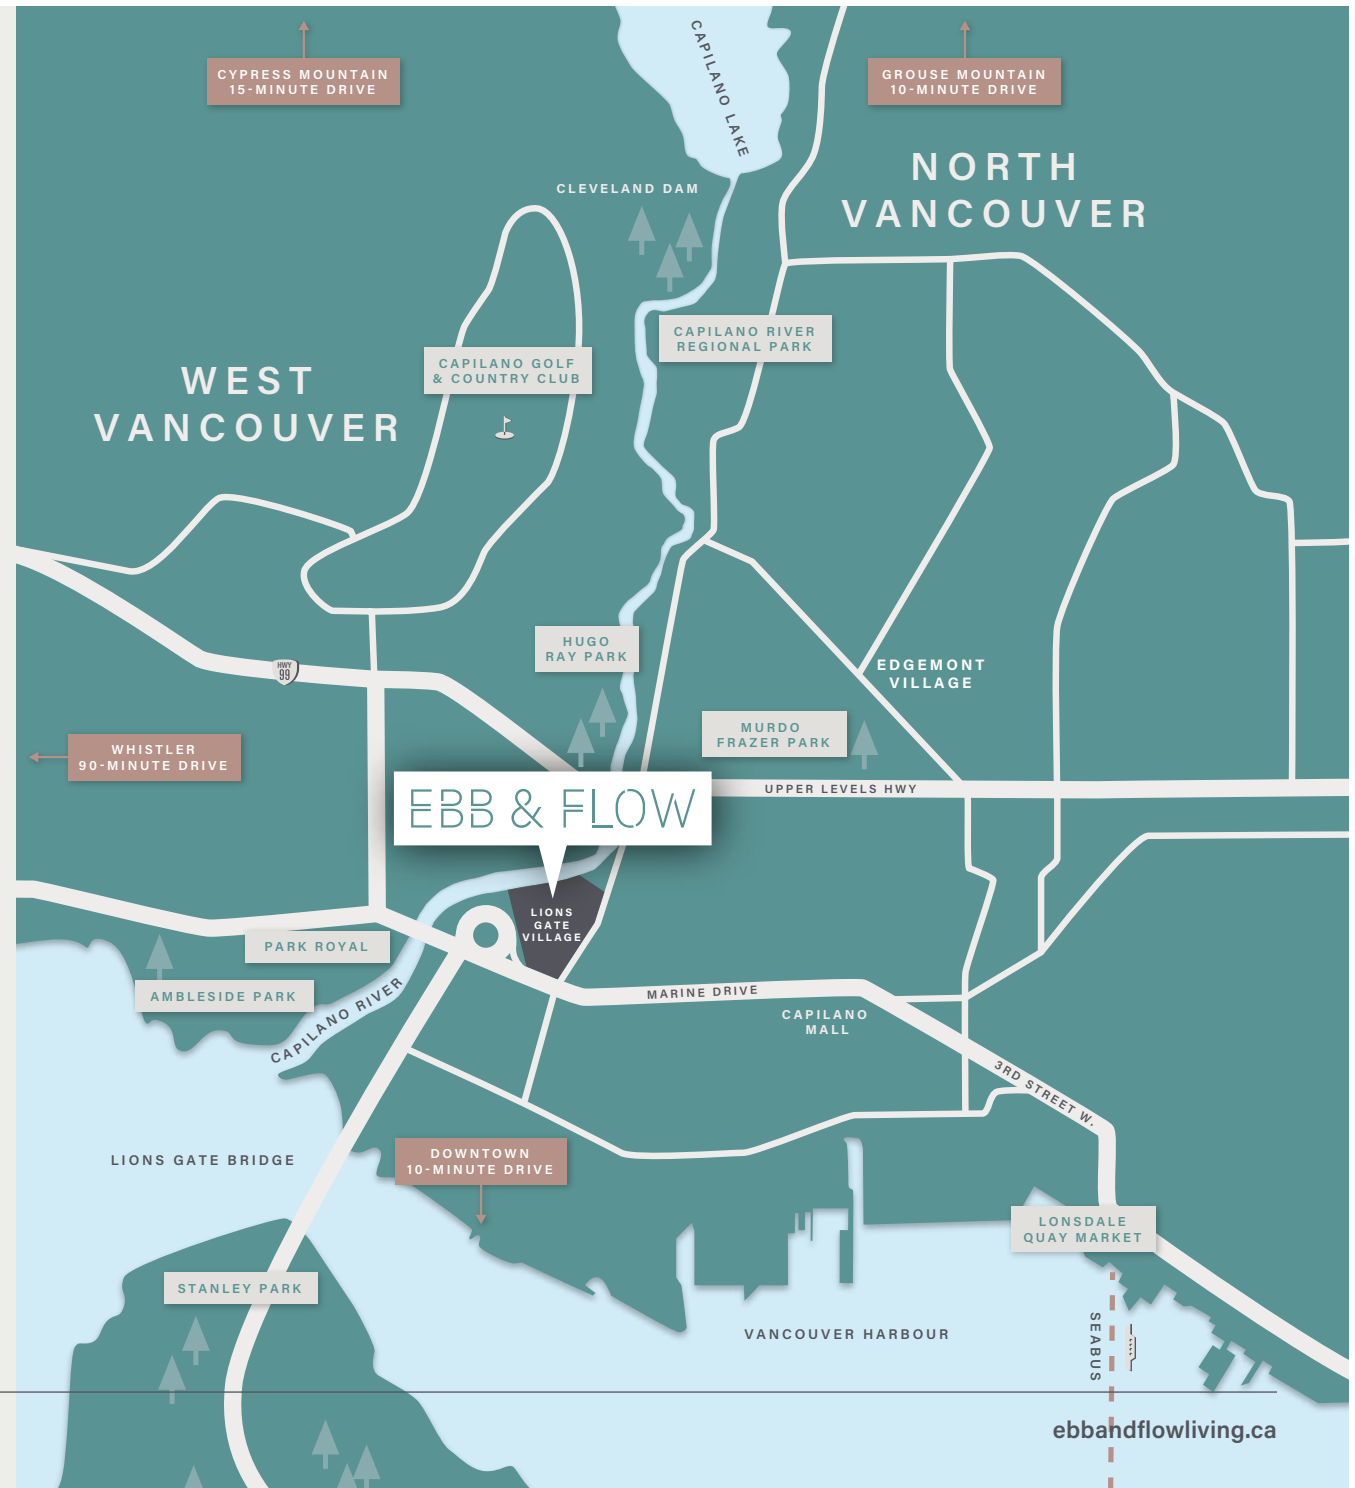 CAPILANO LAKE
CYPRESS MOUNTAIN
15-MINUTE DRIVE
GROUSE MOUNTAIN
10-MINUTE DRIVE
NORTH
VANCOUVER
CLEVELAND DAM
CAPILANO RIVER
REGIONAL PARK
CAPILANO GOLF
& COUNTRY CLUB
WEST
VANCOUVER
HUGO
RAY PARK
HWY
99
EDGEMONT
VILLAGE
MURDO
FRAZER PARK
WHISTLER
90-MINUTE DRIVE
UPPER LEVELS HWY
EBB & FLOW
LIONS
GATE
VILLAGE
PARK ROYAL
AMBLESIDE PARK
CAPILANO RIVER
MARINE DRIVE
CAPILANO
MALL
3RD STREET W.
LIONS GATE BRIDGE
DOWNTOWN
10-MINUTE DRIVE
LONSDALE
QUAY MARKET
STANLEY PARK
VANCOUVER HARBOUR
SEABUS
ebbandflowliving.ca